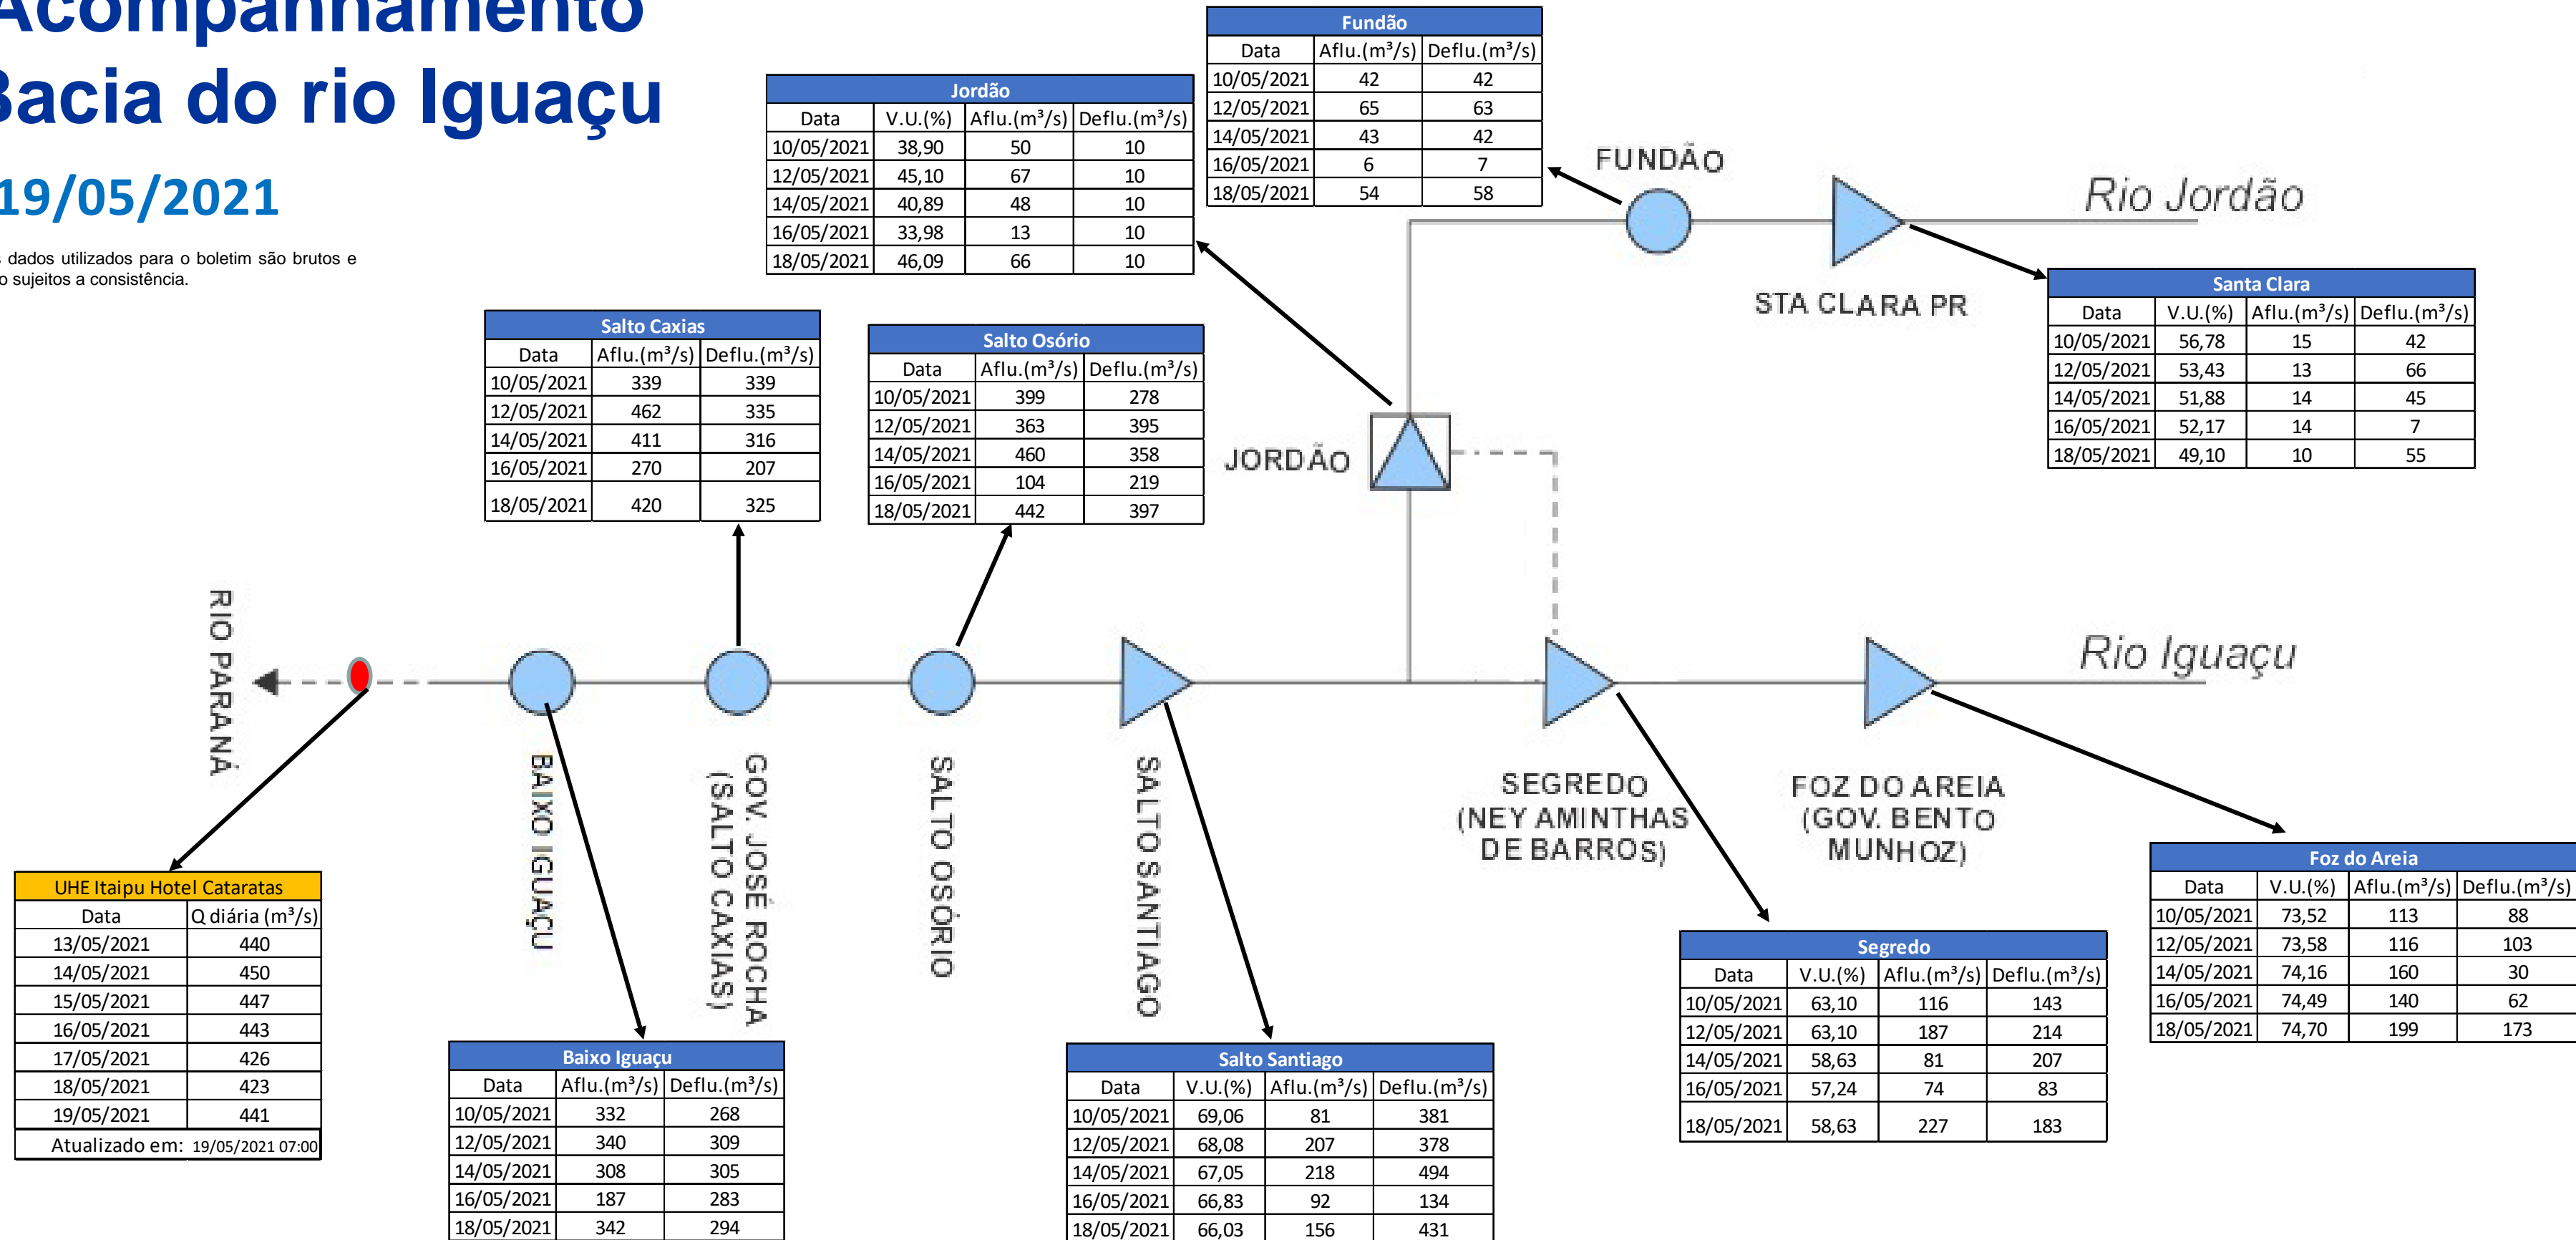 Acompanhamento
Bacia do rio Iguaçu
19/05/2021
s dados utilizados para o boletim são brutos e
o sujeitos a consistência.
Fundão
Data Aflu.(m³/s) Deflu.(m³/s)
10/05/2021 42 42
12/05/2021 65 63
14/05/2021 43 42
16/05/2021 6 7
18/05/2021 54 58
Jordão
Data V.U.(%) Aflu.(m³/s) Deflu.(m³/s)
10/05/2021 38,90 50 10
12/05/2021 45,10 67 10
14/05/2021 40,89 48 10
16/05/2021 33,98 13 10
18/05/2021 46,09 66 10
FUNDÃO
Rio Jordão
STA CLARA PR
Santa Clara
Data V.U.(%) Aflu.(m³/s) Deflu.(m³/s)
10/05/2021 56,78 15 42
12/05/2021 53,43 13 66
14/05/2021 51,88 14 45
16/05/2021 52,17 14 7
18/05/2021 49,10 10 55
Salto Caxias
Data Aflu.(m³/s) Deflu.(m³/s)
10/05/2021 339 339
12/05/2021 462 335
14/05/2021 411 316
16/05/2021 270 207
18/05/2021 420 325
Salto Osório
Data Aflu.(m³/s) Deflu.(m³/s)
10/05/2021 399 278
12/05/2021 363 395
14/05/2021 460 358
16/05/2021 104 219
18/05/2021 442 397
JORDÃO
RIO PARANÁ
Rio Iguaçu
BAIXO IGUAÇU
GOV. JOSÉ ROCHA
(SALTO CAXIAS)
SALTO OSÓRIO
SALTO SANTIAGO
SEGREDO
(NEY AMINTHAS
DE BARROS)
FOZ DO AREIA
(GOV. BENTO
MUNHOZ)
UHE Itaipu Hotel Cataratas
Data Q diária (m³/s)
13/05/2021 440
14/05/2021 450
15/05/2021 447
16/05/2021 443
17/05/2021 426
18/05/2021 423
19/05/2021 441
Atualizado em: 19/05/2021 07:00
Baixo Iguaçu
Data Aflu.(m³/s) Deflu.(m³/s)
10/05/2021 332 268
12/05/2021 340 309
14/05/2021 308 305
16/05/2021 187 283
18/05/2021 342 294
Salto Santiago
Data V.U.(%) Aflu.(m³/s) Deflu.(m³/s)
10/05/2021 69,06 81 381
12/05/2021 68,08 207 378
14/05/2021 67,05 218 494
16/05/2021 66,83 92 134
18/05/2021 66,03 156 431
Segredo
Data V.U.(%) Aflu.(m³/s) Deflu.(m³/s)
10/05/2021 63,10 116 143
12/05/2021 63,10 187 214
14/05/2021 58,63 81 207
16/05/2021 57,24 74 83
18/05/2021 58,63 227 183
Foz do Areia
Data V.U.(%) Aflu.(m³/s) Deflu.(m³/s)
10/05/2021 73,52 113 88
12/05/2021 73,58 116 103
14/05/2021 74,16 160 30
16/05/2021 74,49 140 62
18/05/2021 74,70 199 173